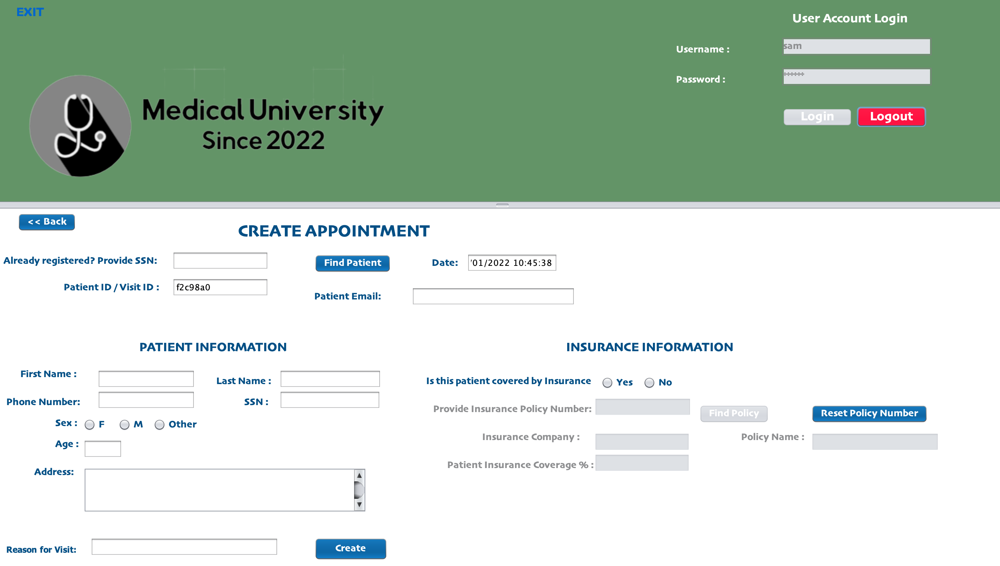 EXIT
User Account Login
Username :
sam
Password :
++++++
Login
Logout
Medical University
Since 2022
<< Back
CREATE APPOINTMENT
Already registered? Provide SSN:
Find Patient
Date:
/01/2022 10:45:38
Patient ID / Visit ID :
f2c98a0
Patient Email:
PATIENT INFORMATION
INSURANCE INFORMATION
First Name :
Last Name :
Is this patient covered by Insurance
Yes
No
Phone Number:
SSN :
Provide Insurance Policy Number:
Find Policy
Reset Policy Number
Sex :
F
M
Other
Insurance Company :
Policy Name :
Age :
Patient Insurance Coverage % :
Address:
Reason for Visit:
Create